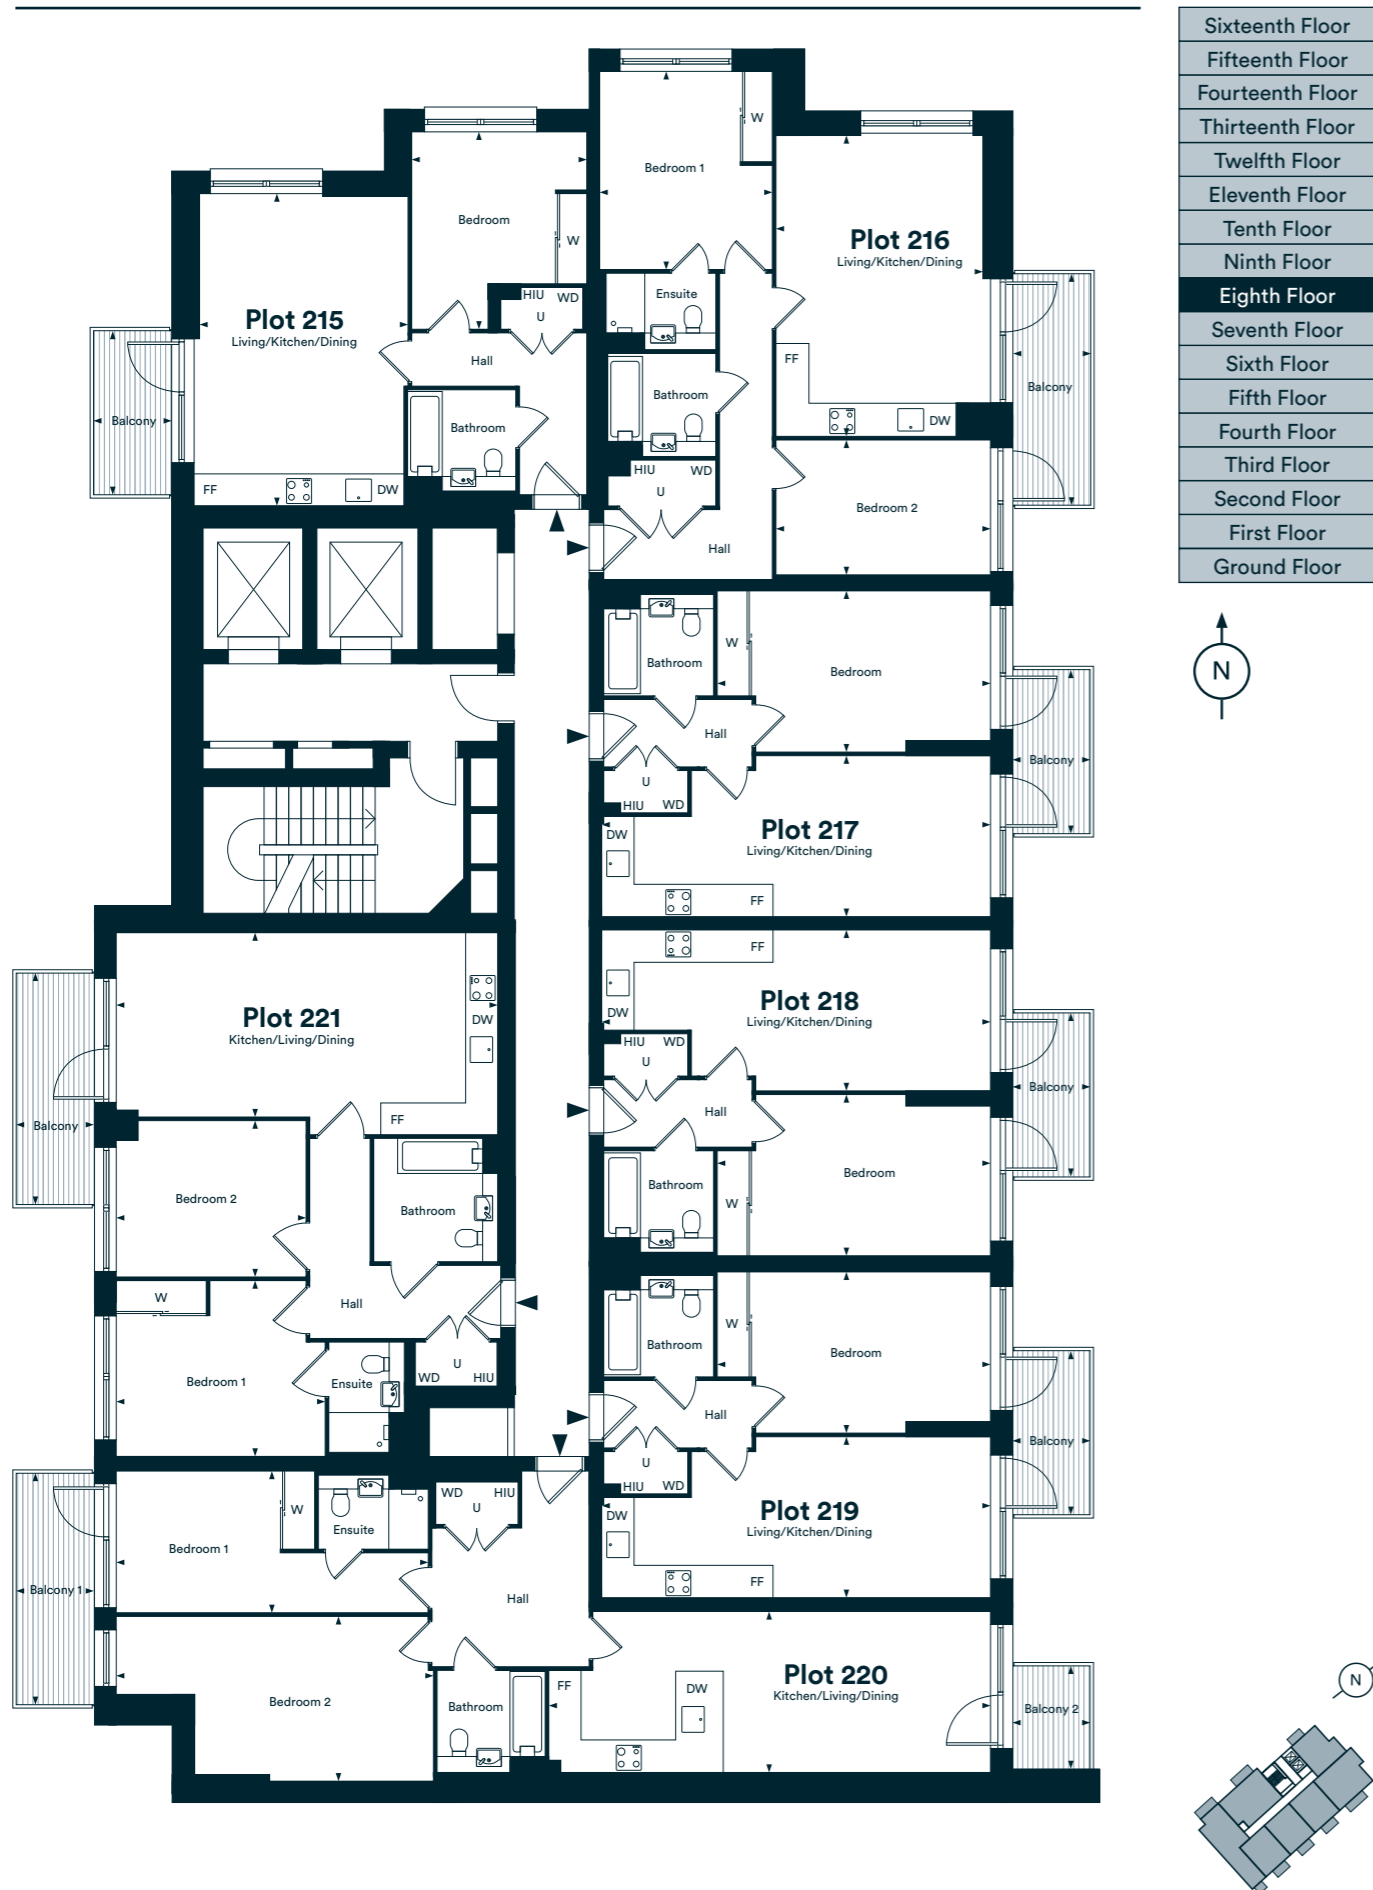 Sixteenth Floor
Fifteenth Floor
Fourteenth Floor
Thirteenth Floor
Twelfth Floor
Eleventh Floor
Tenth Floor
Ninth Floor
Eighth Floor
Seventh Floor
Sixth Floor
Fifth Floor
Fourth Floor
Third Floor
Second Floor
First Floor
Ground Floor
N
Plot 215
Living/Kitchen/Dining
Balcony
Bedroom
W
HIU WD
U
Hall
Bathroom
FF
DW
Bedroom 1
W
Plot 216
Living/Kitchen/Dining
Ensuite
Bathroom
FF
DW
Balcony
HIU WD
U
Bedroom 2
Hall
Bathroom
W
Bedroom
Hall
U
HIU WD
Balcony
DW
Plot 217
Living/Kitchen/Dining
FF
FF
Plot 218
Living/Kitchen/Dining
DW
HIU WD
U
Hall
Balcony
Bathroom
W
Bedroom
Plot 221
Kitchen/Living/Dining
DW
FF
Balcony
Bedroom 2
Bathroom
W
Hall
Bedroom 1
Ensuite
U
WD HIU
Bathroom
W
Bedroom
Hall
U
HIU WD
Balcony
DW
Plot 219
Living/Kitchen/Dining
FF
W
Ensuite
WD HIU
U
Bedroom 1
Balcony 1
Hall
Bedroom 2
Bathroom
FF
DW
Plot 220
Kitchen/Living/Dining
Balcony 2
N